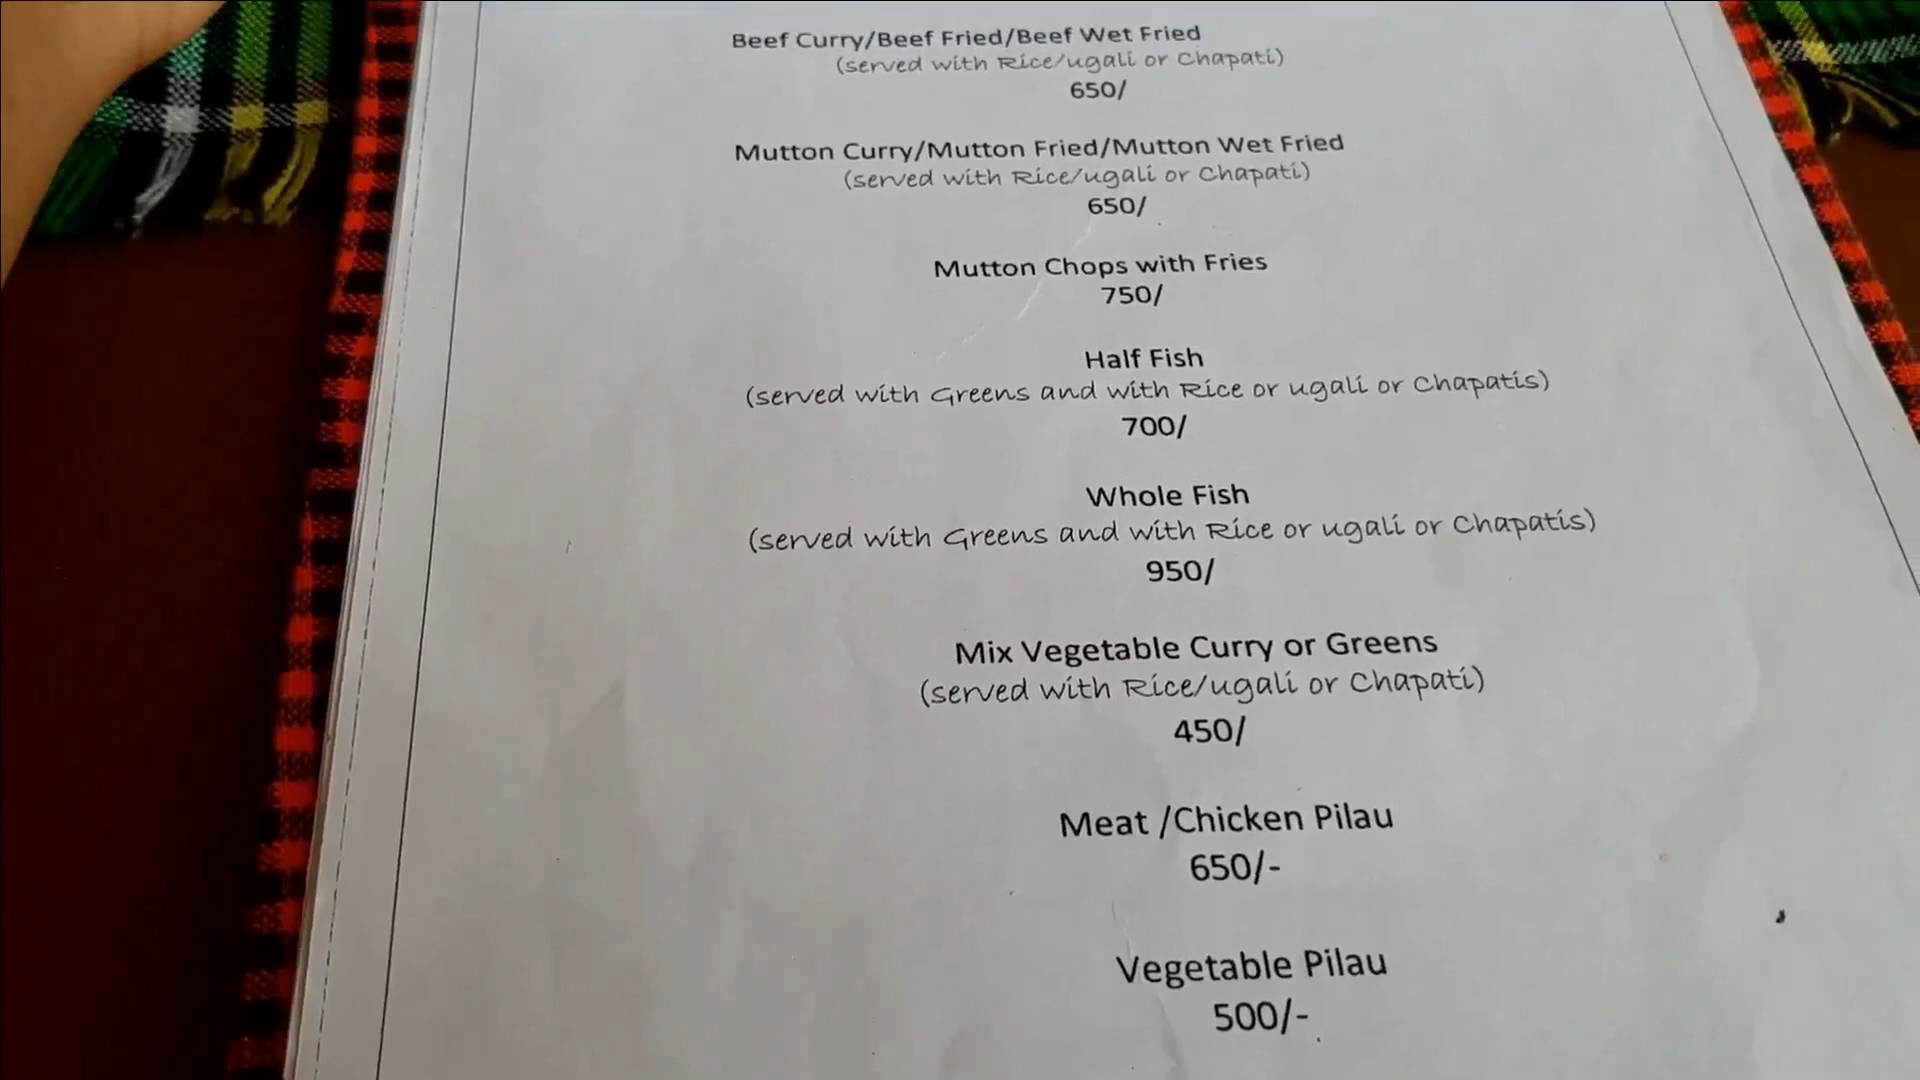 Beef Curry/Beef Fried/Beef Wet Fried
(served with Rice/ugali or Chapati)
650/
Mutton Curry/Mutton Fried/Mutton Wet Fried
(served with Rice/ugali or Chapati)
650/
Mutton Chops with Fries
750/
Half Fish
(served with Greens and with Rice or ugali or Chapatis)
700/
Whole Fish
(served with Greens and with Rice or ugali or Chapatis)
950/
Mix Vegetable Curry or Greens
(served with Rice/ugali or Chapati)
450/
Meat /Chicken Pilau
650/-
Vegetable Pilau
500/-